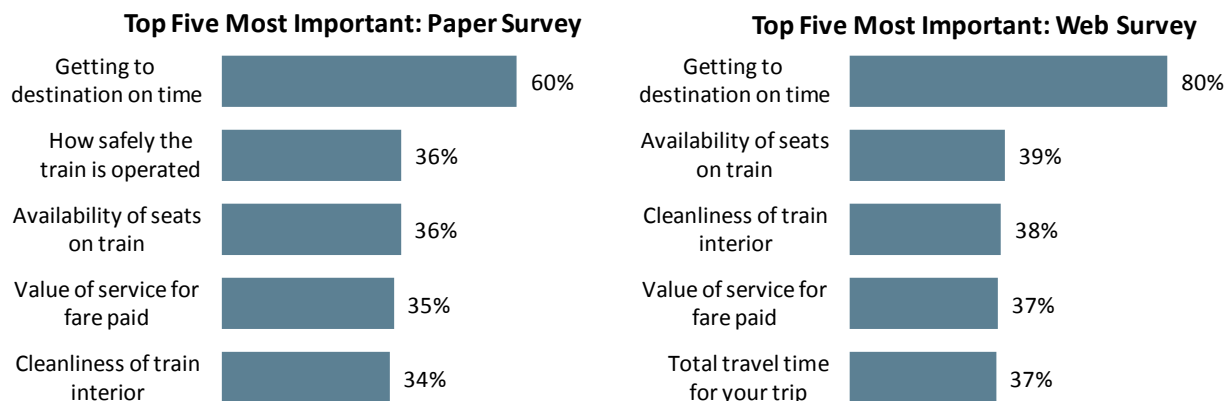 Top Five Most Important: Paper Survey
Getting to
destination on time
60%
How safely the
train is operated
36%
Availability of seats
on train
36%
Value of service for
fare paid
35%
Cleanliness of train
interior
34%
Top Five Most Important: Web Survey
Getting to
destination on time
80%
Availability of seats
on train
39%
Cleanliness of train
interior
38%
Value of service for
fare paid
37%
Total travel time
for your trip
37%